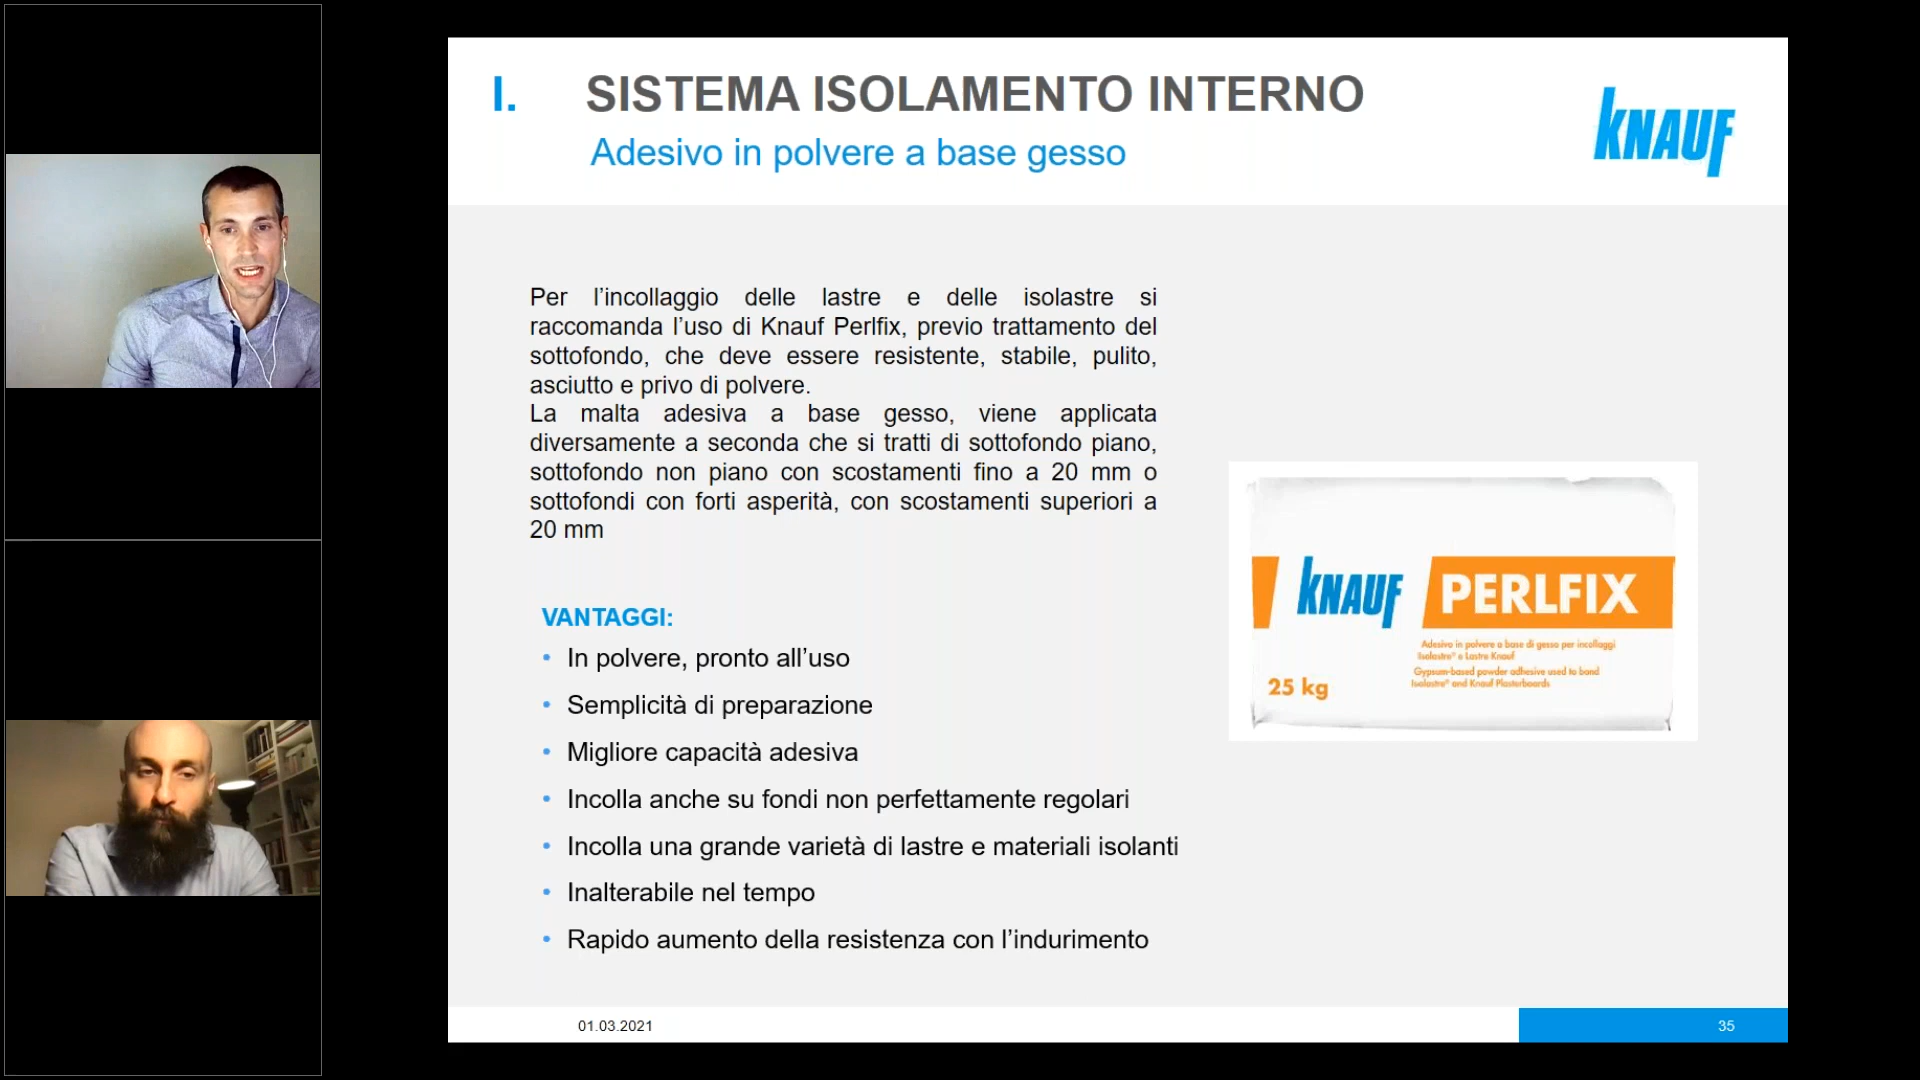 I. SISTEMA ISOLAMENTO INTERNO
Adesivo in polvere a base gesso
KNAUF
Per l’incollaggio delle lastre e delle isolastre si
raccomanda l’uso di Knauf Perlfix, previo trattamento del
sottofondo, che deve essere resistente, stabile, pulito,
asciutto e privo di polvere.
La malta adesiva a base gesso, viene applicata
diversamente a seconda che si tratti di sottofondo piano,
sottofondo non piano con scostamenti fino a 20 mm o
sottofondi con forti asperità, con scostamenti superiori a
20 mm
VANTAGGI:
• In polvere, pronto all’uso
• Semplicità di preparazione
• Migliore capacità adesiva
• Incolla anche su fondi non perfettamente regolari
• Incolla una grande varietà di lastre e materiali isolanti
• Inalterabile nel tempo
• Rapido aumento della resistenza con l’indurimento
KNAUF PERLFIX
Adesivo in polvere a base di gesso per incollaggi
Isolastre® e Lastre Knauf
Gypsum-based powder adhesive used to bond
Isolastre® and Knauf Plasterboards
25 kg
01.03.2021
35